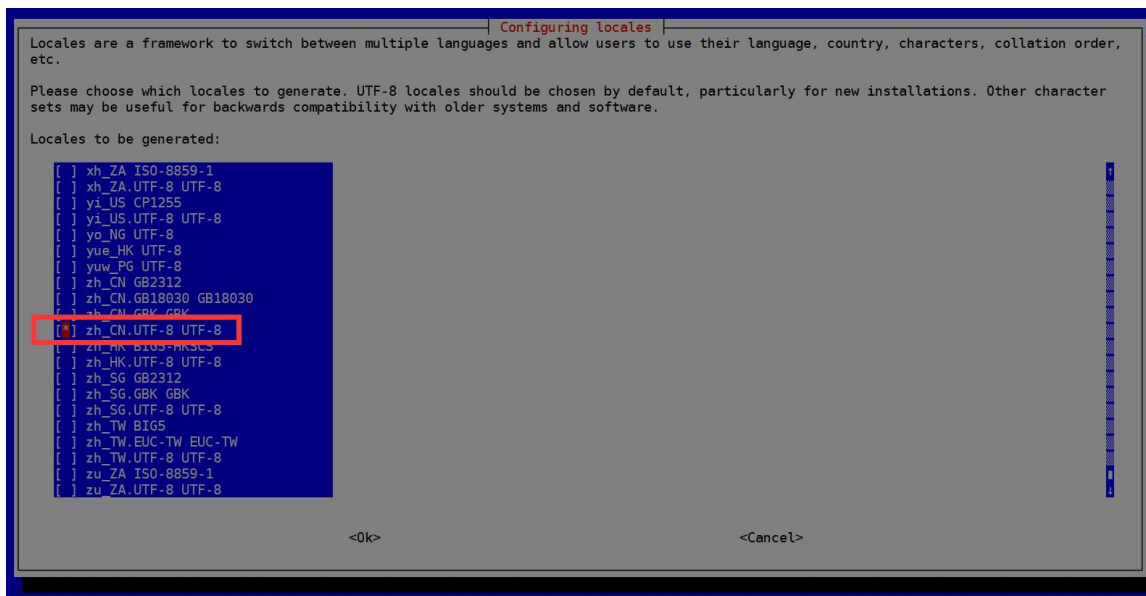 Configuring locales
Locales are a framework to switch between multiple languages and allow users to use their language, country, characters, collation order,
etc.
Please choose which locales to generate. UTF-8 locales should be chosen by default, particularly for new installations. Other character
sets may be useful for backwards compatibility with older systems and software.
Locales to be generated:
[ ] xh_ZA ISO-8859-1
[ ] xh_ZA.UTF-8 UTF-8
[ ] yi_US CP1255
[ ] yi_US.UTF-8 UTF-8
[ ] yo_NG UTF-8
[ ] yue_HK UTF-8
[ ] yuw_PG UTF-8
[ ] zh_CN GB2312
[ ] zh_CN.GB18030 GB18030
[ ] zh_CN.GBK GBK
[*] zh_CN.UTF-8 UTF-8
[ ] zh_HK BIG5-HKSCS
[ ] zh_HK.UTF-8 UTF-8
[ ] zh_SG GB2312
[ ] zh_SG.GBK GBK
[ ] zh_SG.UTF-8 UTF-8
[ ] zh_TW BIG5
[ ] zh_TW.EUC-TW EUC-TW
[ ] zh_TW.UTF-8 UTF-8
[ ] zu_ZA ISO-8859-1
[ ] zu_ZA.UTF-8 UTF-8
<Ok> <Cancel>